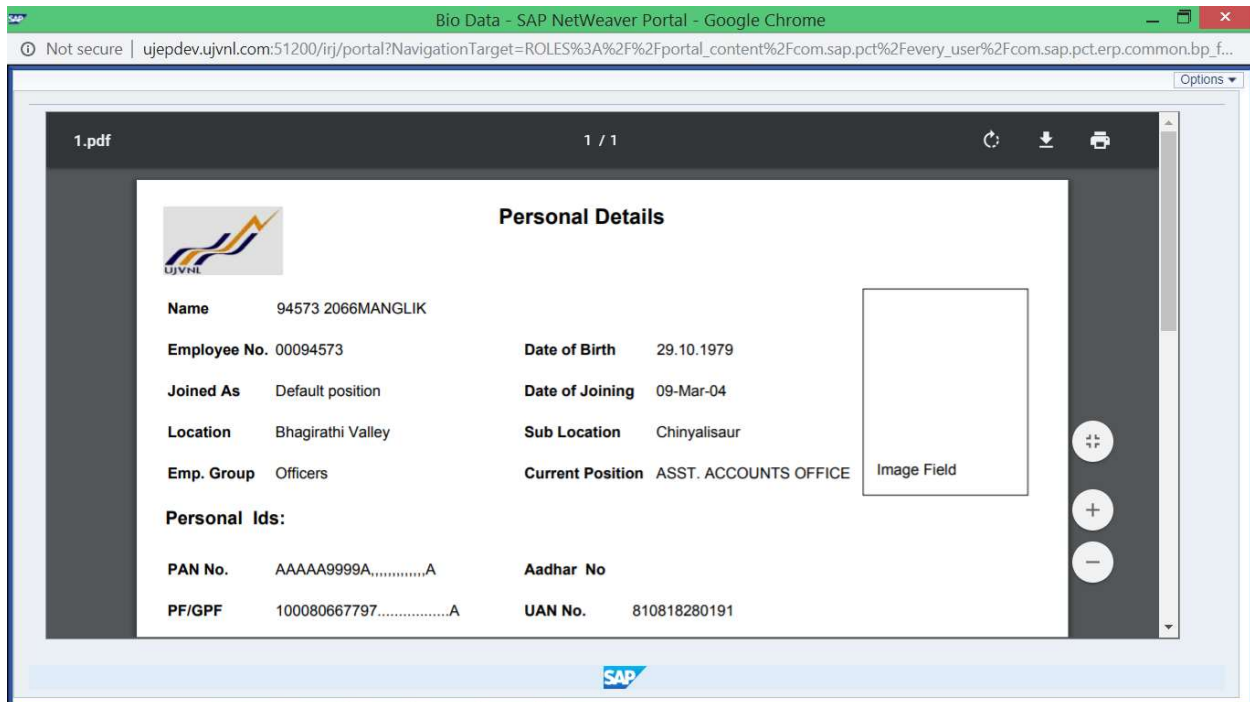 Bio Data - SAP NetWeaver Portal - Google Chrome
Not secure | ujepdev.ujvnl.com:51200/irj/portal?NavigationTarget=ROLES%3A%2F%2Fportal_content%2Fcom.sap.pct%2Fevery_user%2Fcom.sap.pct.erp.common.bp_f...
Options
1.pdf 1 / 1
UJVNL
Personal Details
Name 94573 2066MANGLIK
Employee No. 00094573 Date of Birth 29.10.1979
Joined As Default position Date of Joining 09-Mar-04
Location Bhagirathi Valley Sub Location Chinyalisaur
Emp. Group Officers Current Position ASST. ACCOUNTS OFFICE Image Field
Personal Ids:
PAN No. AAAAA9999A,,,,,,,,,,,,,A Aadhar No
PF/GPF 100080667797.................A UAN No. 810818280191
SAP